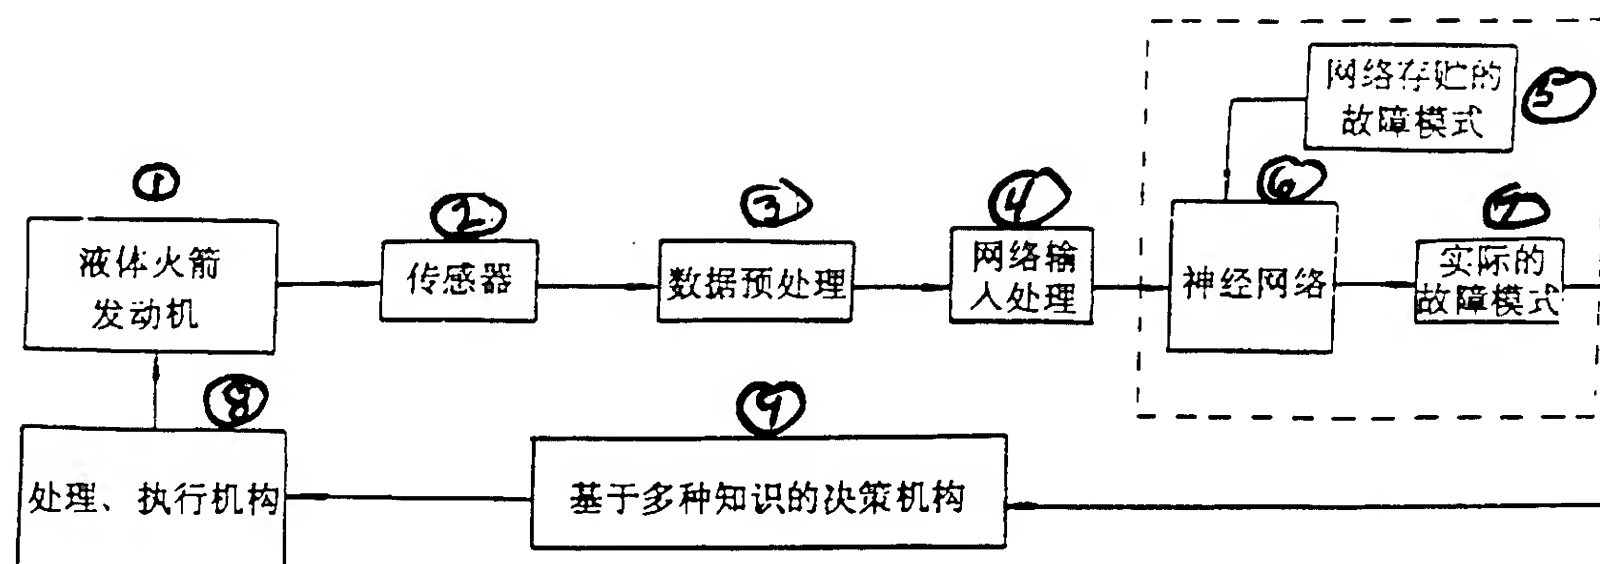 ⑤
网络存贮的
故障模式
①
②
③
④
⑥
⑦
液体火箭
发动机
传感器
数据预处理
网络输
入处理
神经网络
实际的
故障模式
⑧
⑨
处理、执行机构
基于多种知识的决策机构